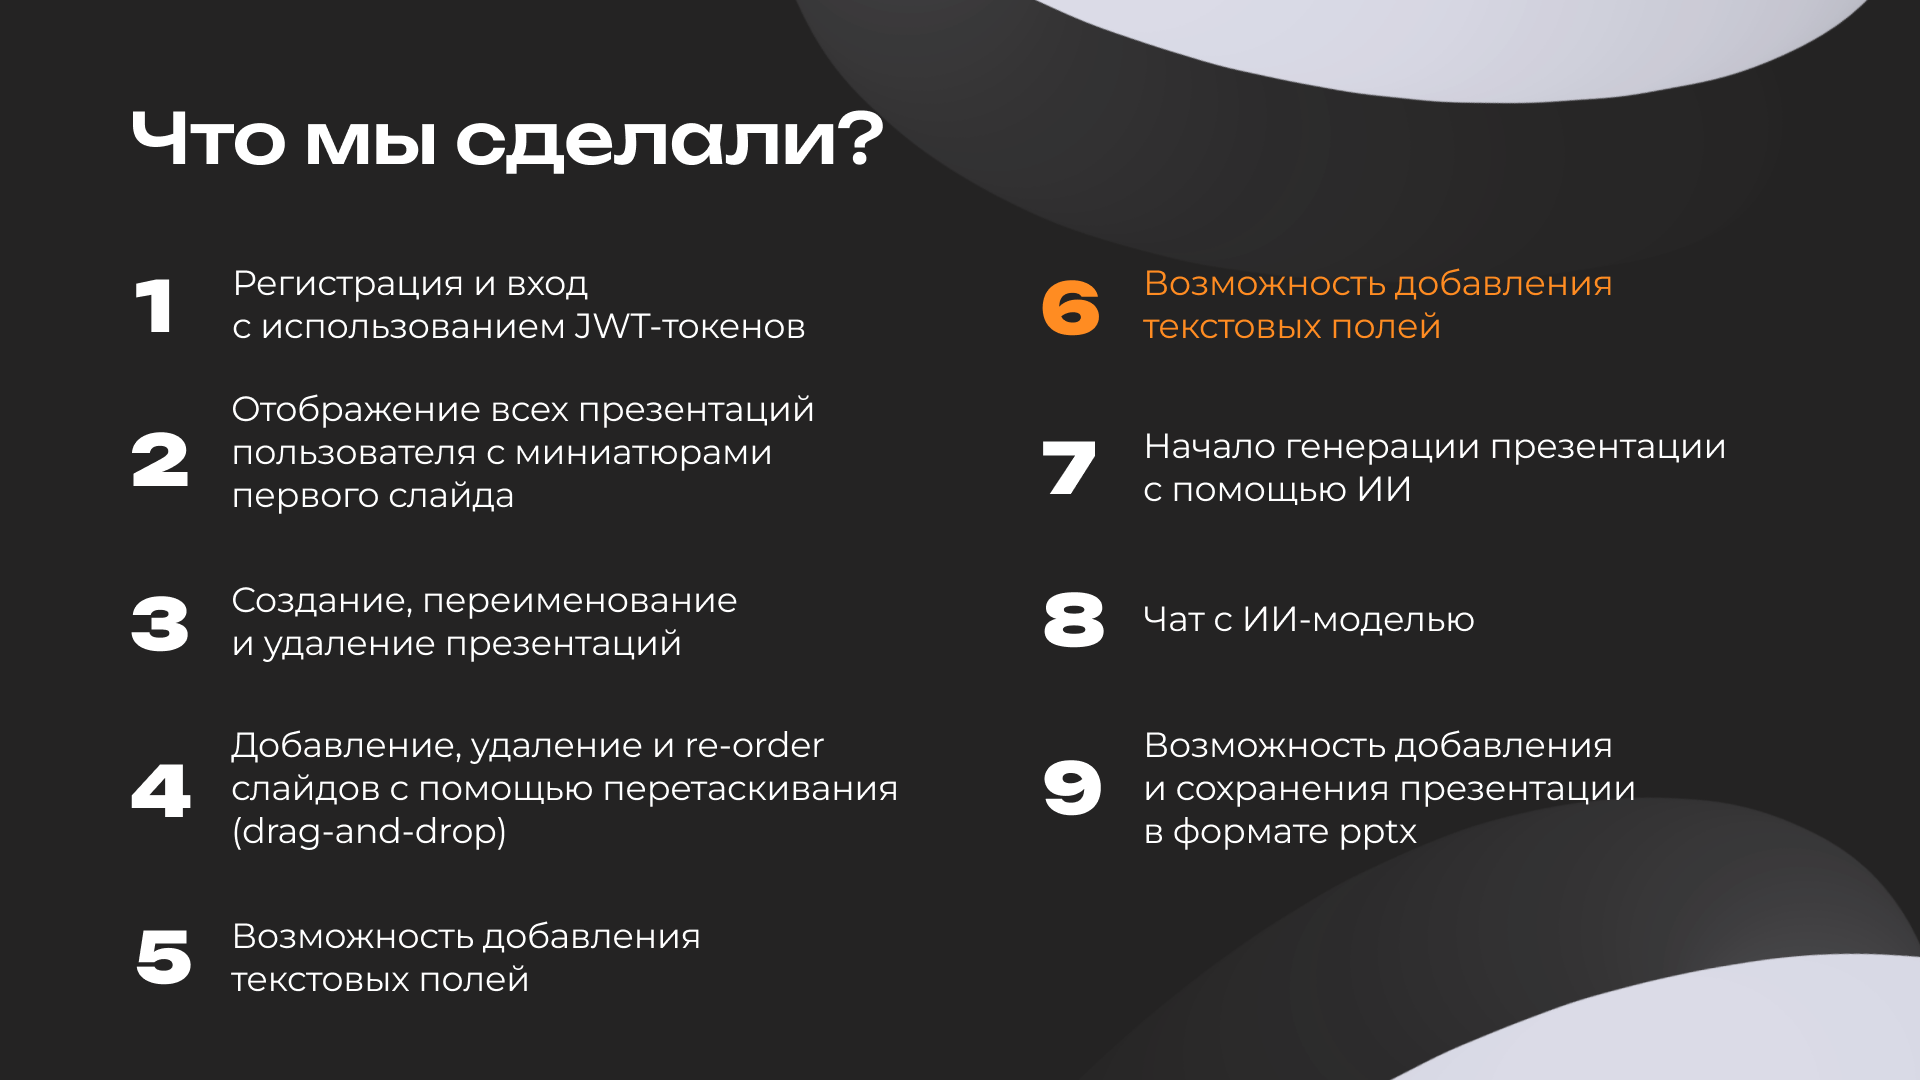 Что мы сделали?
1
Регистрация и вход
с использованием JWT-токенов
2
Отображение всех презентаций
пользователя с миниатюрами
первого слайда
3
Создание, переименование
и удаление презентаций
4
Добавление, удаление и re-order
слайдов с помощью перетаскивания
(drag-and-drop)
5
Возможность добавления
текстовых полей
6
Возможность добавления
текстовых полей
7
Начало генерации презентации
с помощью ИИ
8
Чат с ИИ-моделью
9
Возможность добавления
и сохранения презентации
в формате pptx